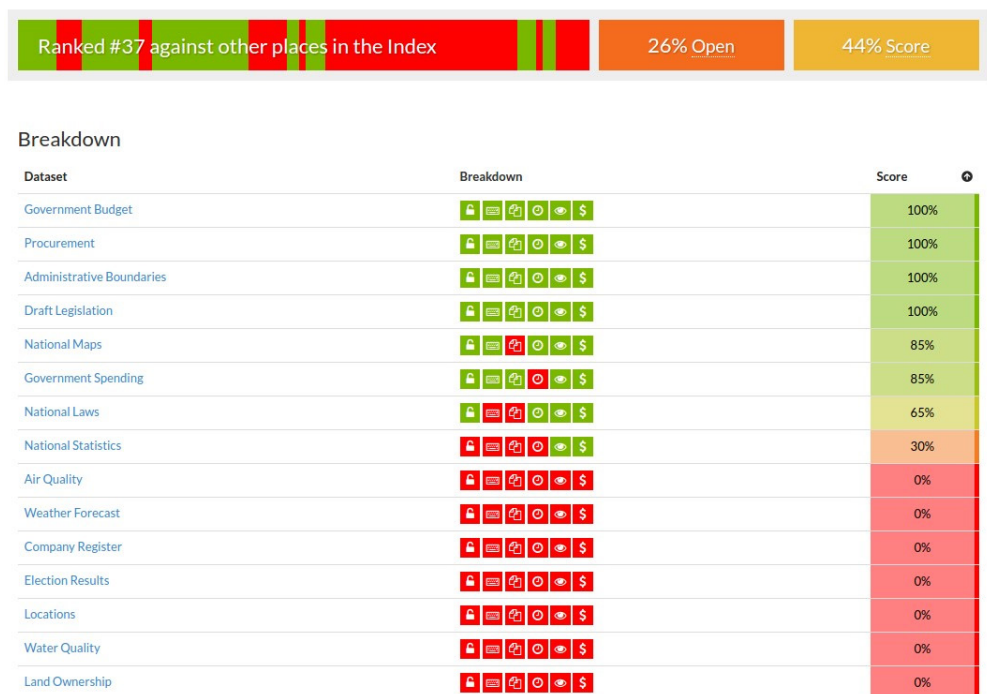 Ranked #37 against other places in the Index 26% Open 44% Score
Breakdown
Dataset Breakdown Score
Government Budget $ 100%
Procurement $ 100%
Administrative Boundaries $ 100%
Draft Legislation $ 100%
National Maps $ 85%
Government Spending $ 85%
National Laws $ 65%
National Statistics $ 30%
Air Quality $ 0%
Weather Forecast $ 0%
Company Register $ 0%
Election Results $ 0%
Locations $ 0%
Water Quality $ 0%
Land Ownership $ 0%